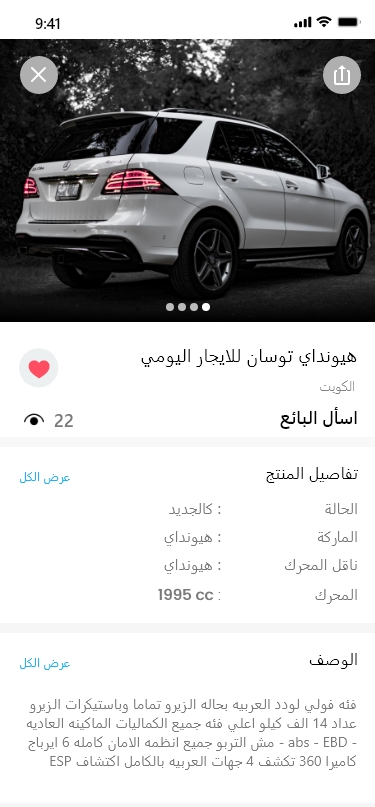 9:41
هيونداي توسان للايجار اليومي
الكويت
اسأل البائع
22
تفاصيل المنتج
عرض الكل
الحالة : كالجديد
الماركة : هيونداي
ناقل المحرك : هيونداي
المحرك : 1995 cc
الوصف
عرض الكل
فئه فولي لودد العربيه بحاله الزيرو تماما وباستيكرات الزيرو
عداد 14 الف كيلو اعلي فئه جميع الكماليات الماكينه العاديه
- abs - EBD - مش التربو جميع انظمه الامان كامله 6 ايرباج
كاميرا 360 تكشف 4 جهات العربيه بالكامل اكتشاف ESP